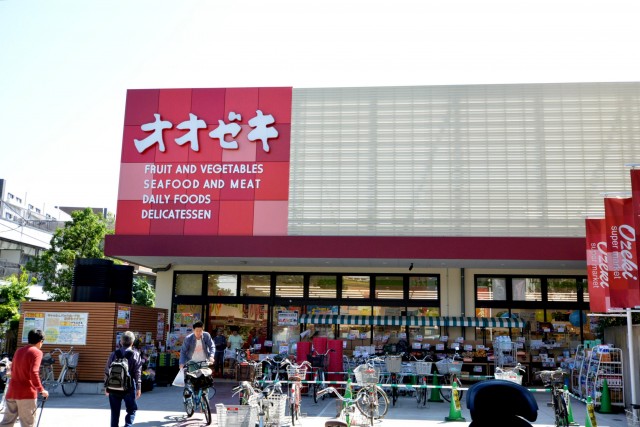 オオゼキ
FRUIT AND VEGETABLES
SEAFOOD AND MEAT
DAILY FOODS
DELICATESSEN
Ozeki
super market
Ozeki
super market